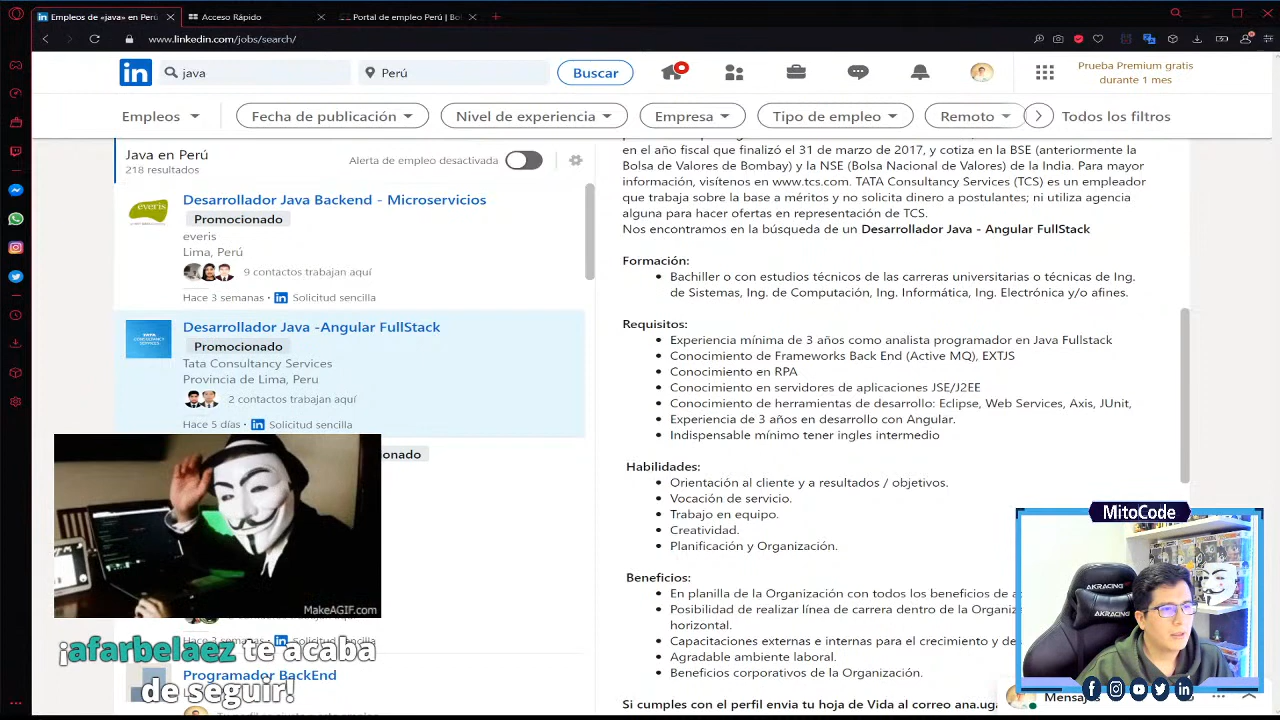 Empleos de «java» en Perú
Acceso Rápido
Portal de empleo Perú | Bol
www.linkedin.com/jobs/search/
in
java
Perú
Buscar
Prueba Premium gratis
durante 1 mes
Empleos
Fecha de publicación
Nivel de experiencia
Empresa
Tipo de empleo
Remoto
Todos los filtros
Java en Perú
218 resultados
Alerta de empleo desactivada
Desarrollador Java Backend - Microservicios
Promocionado
everis
everis
Lima, Perú
9 contactos trabajan aquí
Hace 3 semanas · in Solicitud sencilla
Desarrollador Java -Angular FullStack
Promocionado
TATA
CONSULTANCY
SERVICES
Tata Consultancy Services
Provincia de Lima, Peru
2 contactos trabajan aquí
Hace 5 días · in Solicitud sencilla
onado
MakeAGIF.com
Solicitud sencilla
¡afarbelaez te acaba
de seguir!
Programador BackEnd
en el año fiscal que finalizó el 31 de marzo de 2017, y cotiza en la BSE (anteriormente la
Bolsa de Valores de Bombay) y la NSE (Bolsa Nacional de Valores) de la India. Para mayor
información, visítenos en www.tcs.com. TATA Consultancy Services (TCS) es un empleador
que trabaja sobre la base a méritos y no solicita dinero a postulantes; ni utiliza agencia
alguna para hacer ofertas en representación de TCS.
Nos encontramos en la búsqueda de un Desarrollador Java - Angular FullStack
Formación:
• Bachiller o con estudios técnicos de las carreras universitarias o técnicas de Ing.
de Sistemas, Ing. de Computación, Ing. Informática, Ing. Electrónica y/o afines.
Requisitos:
• Experiencia mínima de 3 años como analista programador en Java Fullstack
• Conocimiento de Frameworks Back End (Active MQ), EXTJS
• Conocimiento en RPA
• Conocimiento en servidores de aplicaciones JSE/J2EE
• Conocimiento de herramientas de desarrollo: Eclipse, Web Services, Axis, JUnit,
• Experiencia de 3 años en desarrollo con Angular.
• Indispensable mínimo tener ingles intermedio
Habilidades:
• Orientación al cliente y a resultados / objetivos.
• Vocación de servicio.
• Trabajo en equipo.
• Creatividad.
• Planificación y Organización.
Beneficios:
• En planilla de la Organización con todos los beneficios de
• Posibilidad de realizar línea de carrera dentro de la Organiza
horizontal.
• Capacitaciones externas e internas para el crecimiento y de
• Agradable ambiente laboral.
• Beneficios corporativos de la Organización.
Si cumples con el perfil envia tu hoja de Vida al correo ana.uga
MitoCode
AKRACING
AKRACING
Mensajes